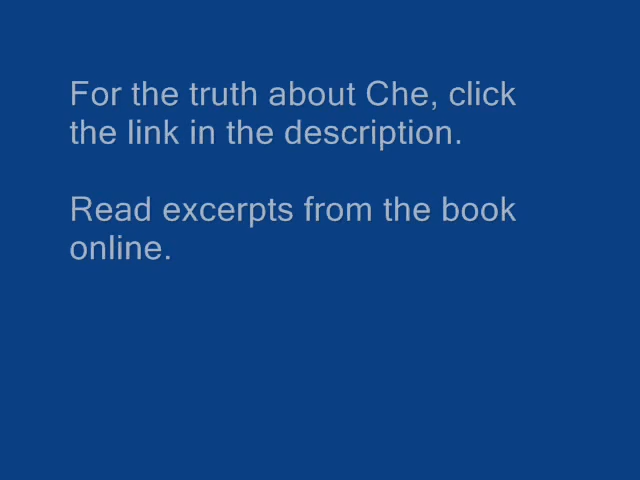 For the truth about Che, click
the link in the description.
Read excerpts from the book
online.